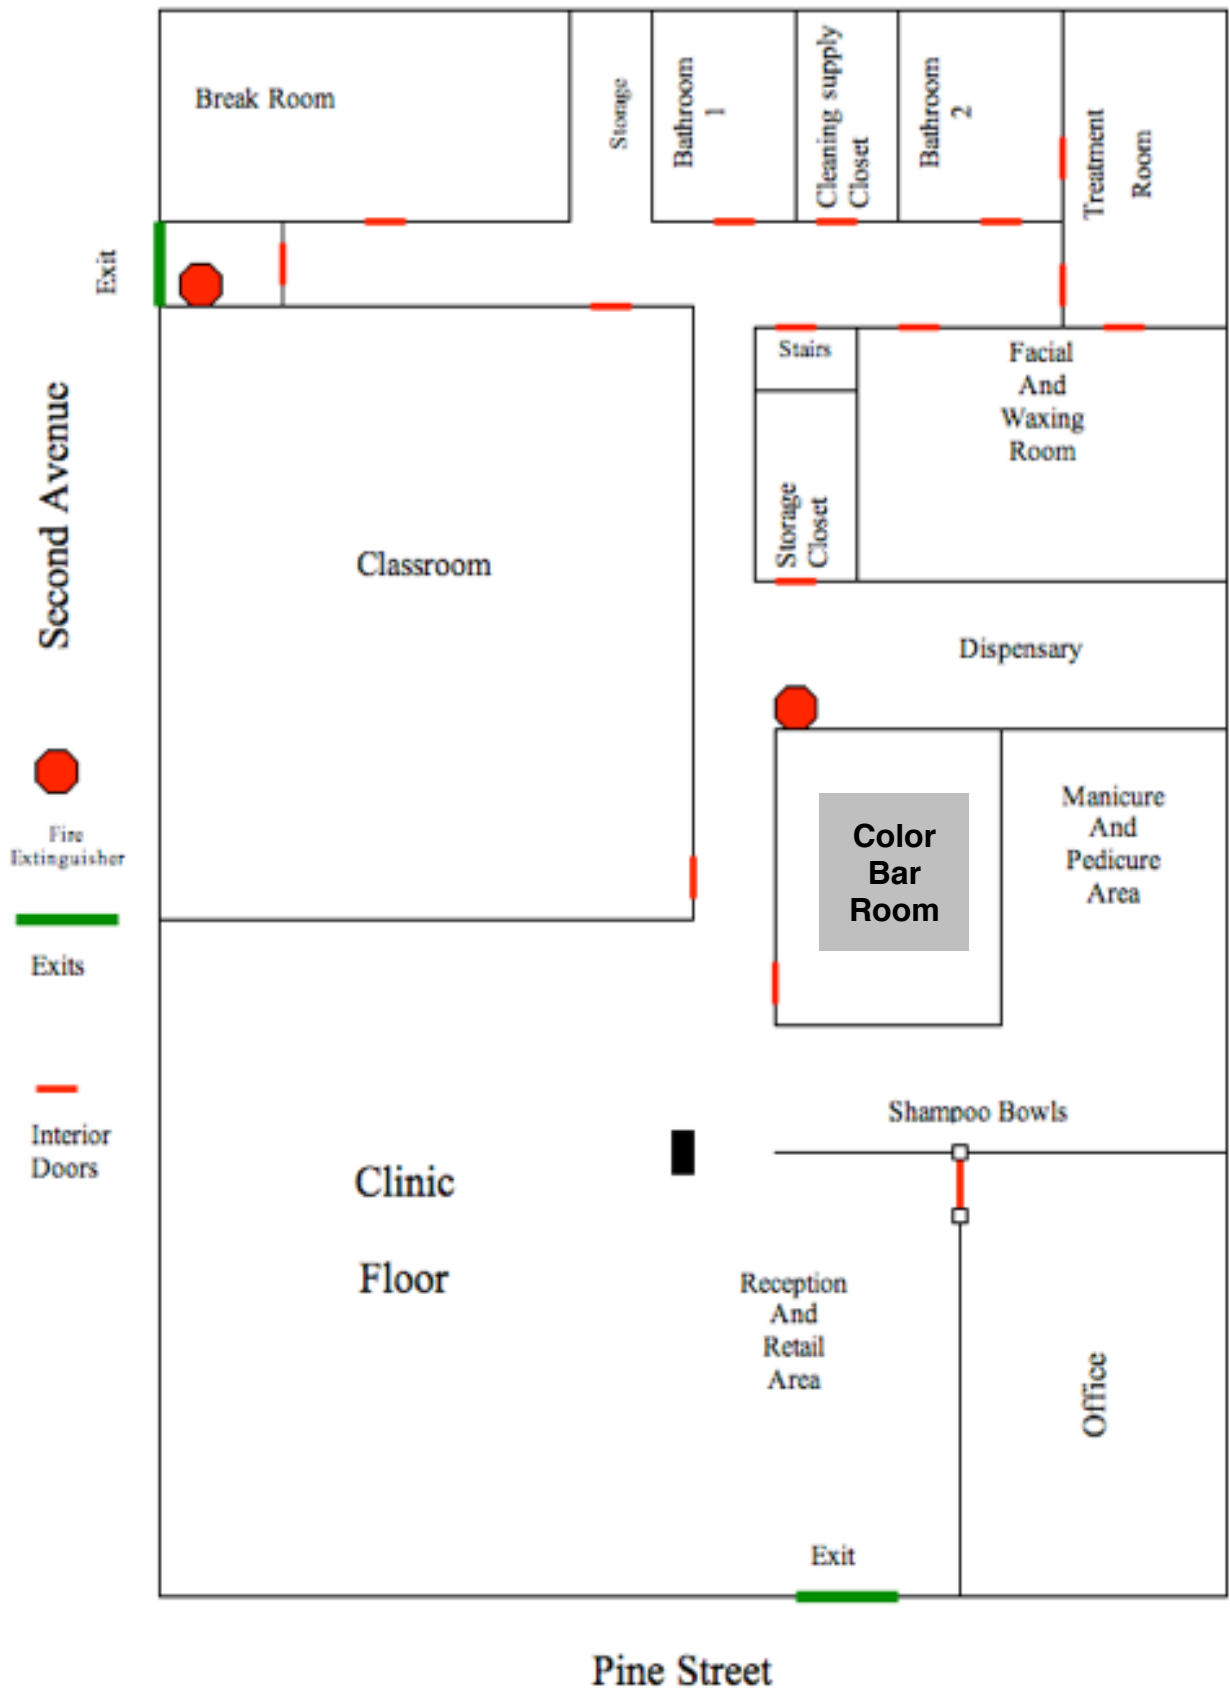 Break Room
Storage
Bathroom
1
Cleaning supply
Closet
Bathroom
2
Treatment
Room
Exit
Stairs
Facial
And
Waxing
Room
Second Avenue
Classroom
Storage
Closet
Dispensary
Fire
Extinguisher
Color
Bar
Room
Manicure
And
Pedicure
Area
Exits
Interior
Doors
Shampoo Bowls
Clinic
Floor
Reception
And
Retail
Area
Office
Exit
Pine Street